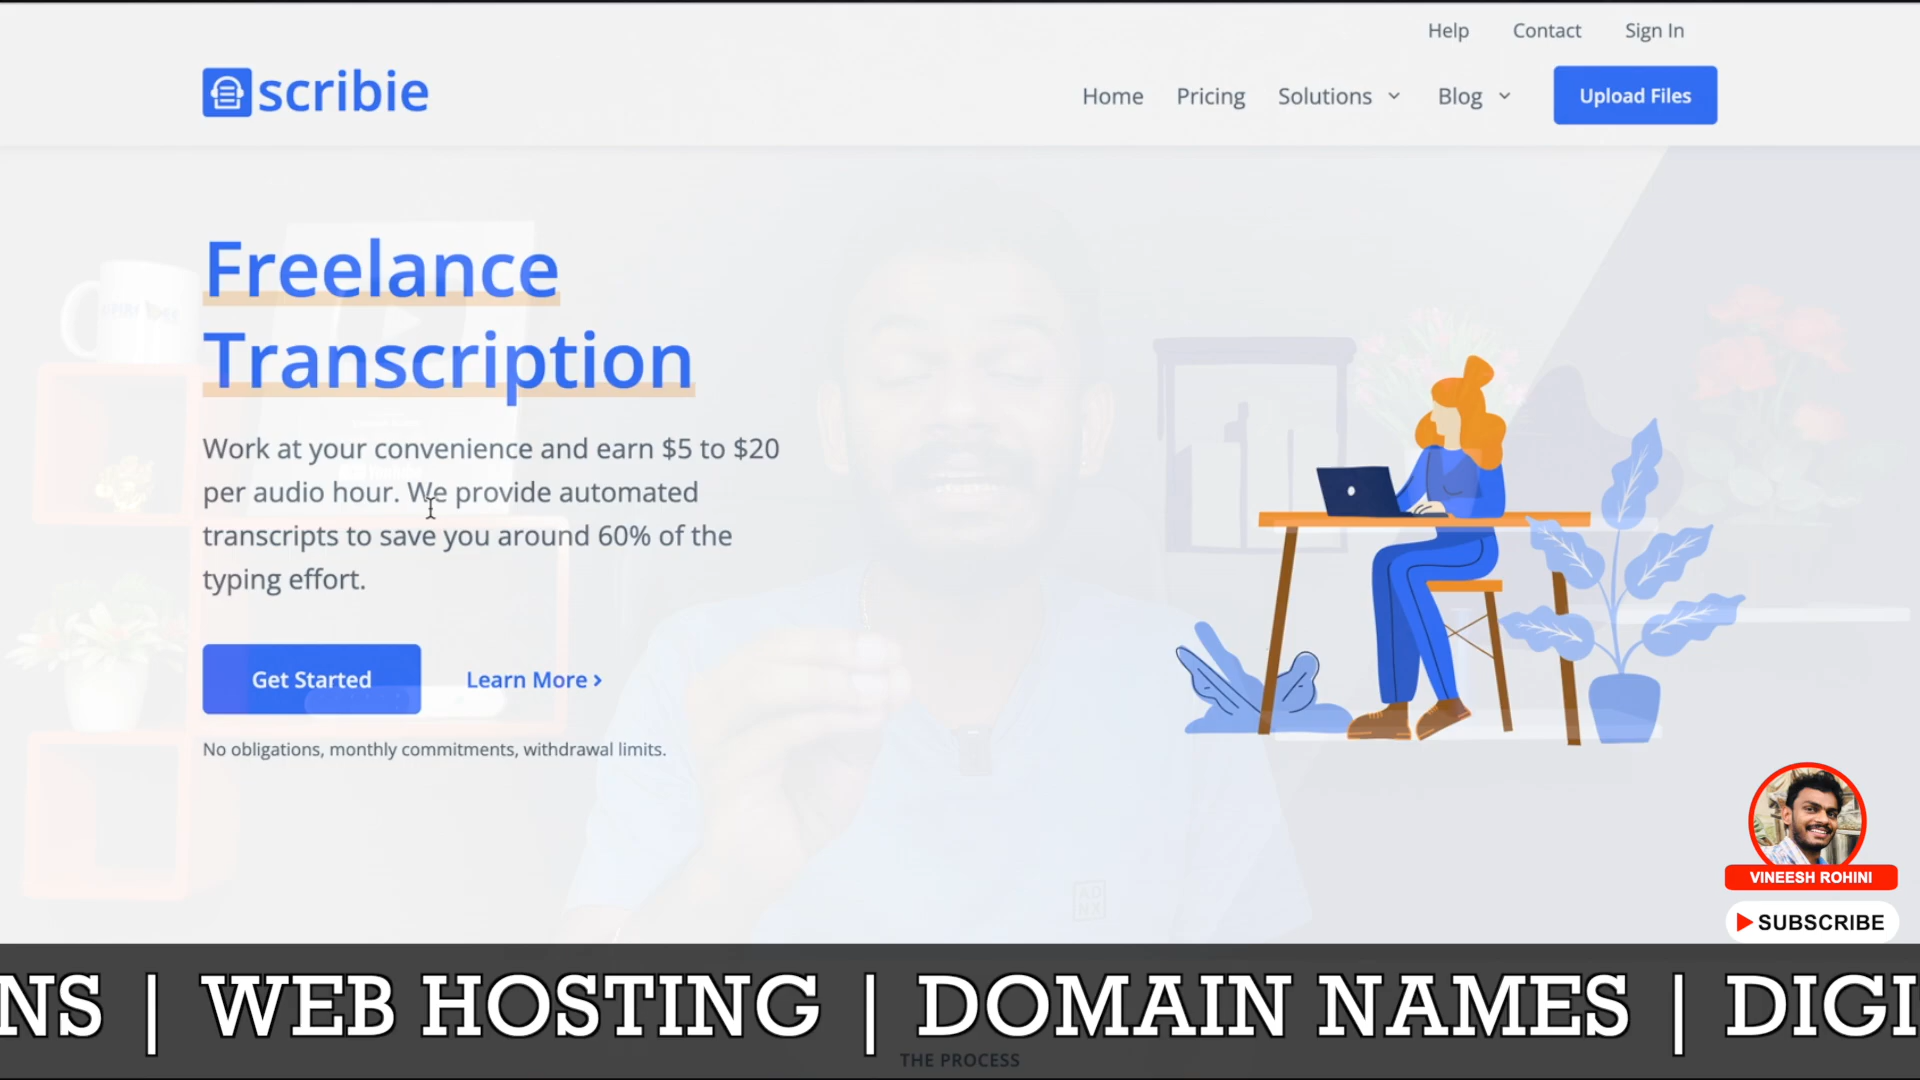 Help Contact Sign In
scribie
Home Pricing Solutions Blog Upload Files
Freelance
Transcription
Work at your convenience and earn $5 to $20
per audio hour. We provide automated
transcripts to save you around 60% of the
typing effort.
Get Started Learn More
No obligations, monthly commitments, withdrawal limits.
VINEESH ROHINI
SUBSCRIBE
NS | WEB HOSTING | DOMAIN NAMES | DIGI
THE PROCESS